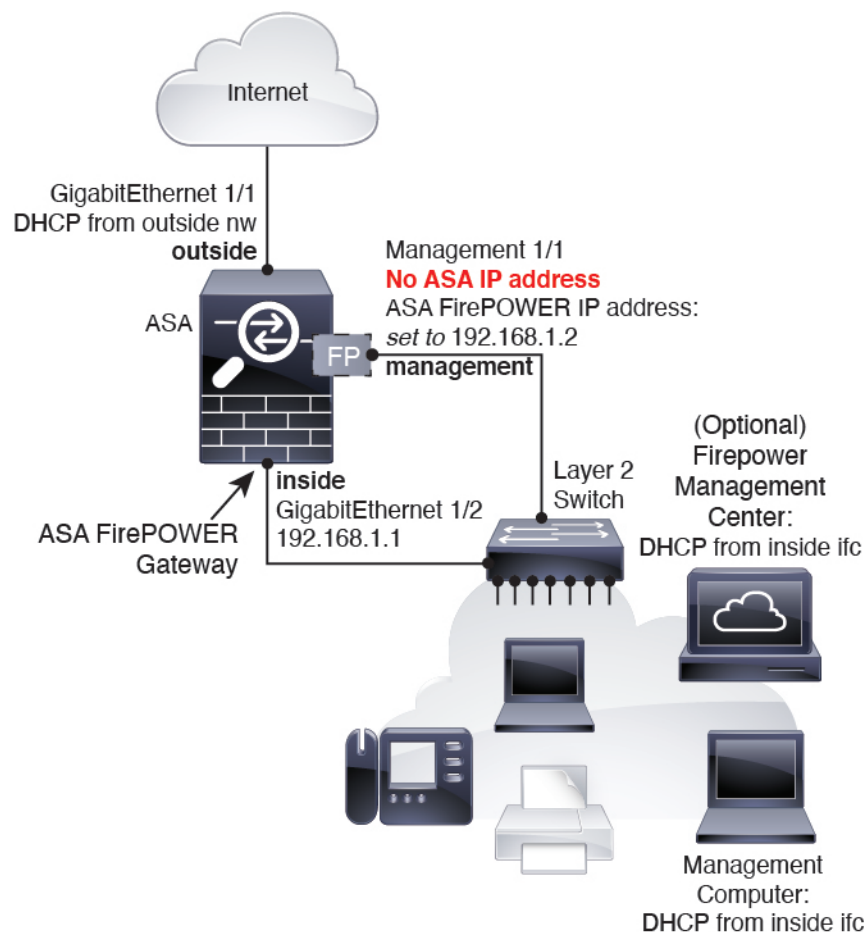 Internet
GigabitEthernet 1/1
DHCP from outside nw
outside
Management 1/1
No ASA IP address
ASA FirePOWER IP address:
set to 192.168.1.2
management
ASA
FP
inside
GigabitEthernet 1/2
192.168.1.1
ASA FirePOWER
Gateway
Layer 2
Switch
(Optional)
Firepower
Management
Center:
DHCP from inside ifc
Management
Computer:
DHCP from inside ifc